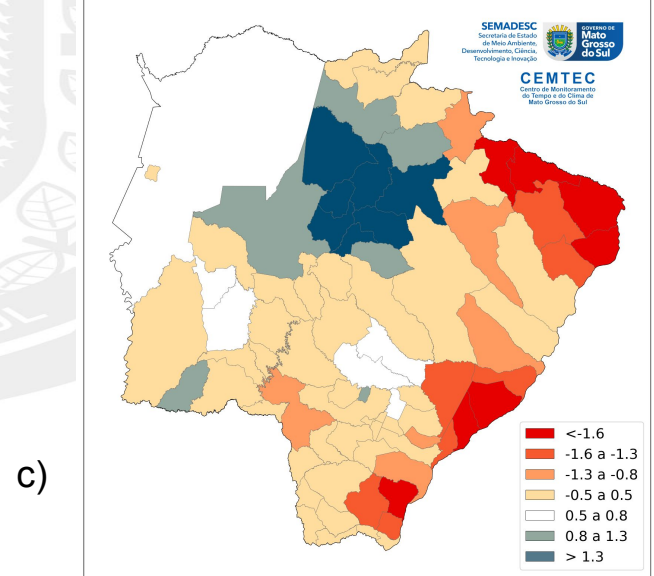 SEMADESC
Secretaria de Estado
de Meio Ambiente,
Desenvolvimento, Ciência,
Tecnologia e Inovação
GOVERNO DE
Mato
Grosso
do Sul
CEMTEC
Centro de Monitoramento
do Tempo e do Clima de
Mato Grosso do Sul
c)
<-1.6
-1.6 a -1.3
-1.3 a -0.8
-0.5 a 0.5
0.5 a 0.8
0.8 a 1.3
> 1.3